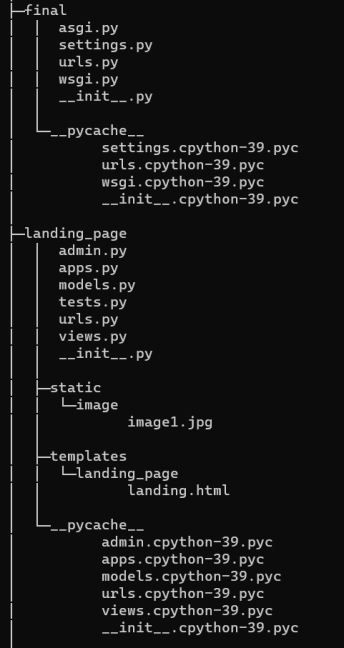 ├─final
│  │  asgi.py
│  │  settings.py
│  │  urls.py
│  │  wsgi.py
│  │  __init__.py
│  │
│  └─__pycache__
│          settings.cpython-39.pyc
│          urls.cpython-39.pyc
│          wsgi.cpython-39.pyc
│          __init__.cpython-39.pyc
│
├─landing_page
│  │  admin.py
│  │  apps.py
│  │  models.py
│  │  tests.py
│  │  urls.py
│  │  views.py
│  │  __init__.py
│  │
│  ├─static
│  │  └─image
│  │          image1.jpg
│  │
│  ├─templates
│  │  └─landing_page
│  │          landing.html
│  │
│  └─__pycache__
│          admin.cpython-39.pyc
│          apps.cpython-39.pyc
│          models.cpython-39.pyc
│          urls.cpython-39.pyc
│          views.cpython-39.pyc
│          __init__.cpython-39.pyc
│